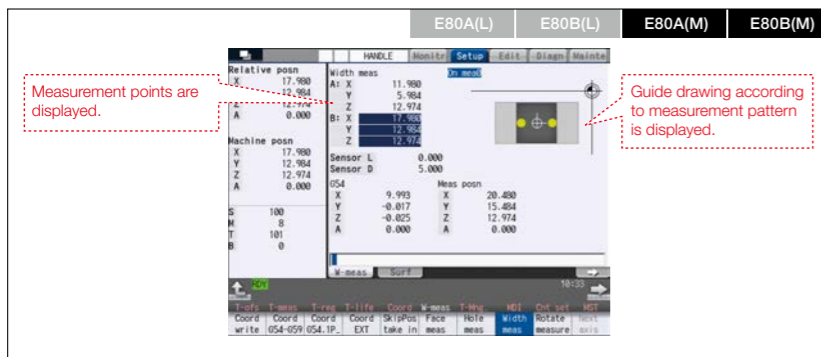 E80A(L) E80B(L) E80A(M) E80B(M)
HANDLE Monitr Setup Edit Diagn Mainte
Measurement points are
displayed.
Relative posn
X 17.980
12.984
Z 12.974
A 0.000
Machine posn
X 17.980
Y 12.984
Z 12.974
A 0.000
S 100
M 8
T 101
B 0
Width meas On meas
A: X 11.980
Y 5.984
Z 12.974
B: X 17.980
Y 12.984
Z 12.974
Sensor L 0.000
Sensor D 5.000
G54 Meas posn
X 9.993 X 20.480
Y -0.017 Y 15.484
Z -0.025 Z 12.974
A 0.000 A 0.000
Guide drawing according
to measurement pattern
is displayed.
W-meas Surf
RDY 10:33
T-ofs T-meas T-reg T-life Coord W-meas T-Mng MDI Cnt set MST
Coord Coord Coord Coord SkipPos Face Hole Width Rotate Next
write G54-G59 G54.1P_ EXT take in meas meas meas measure axis